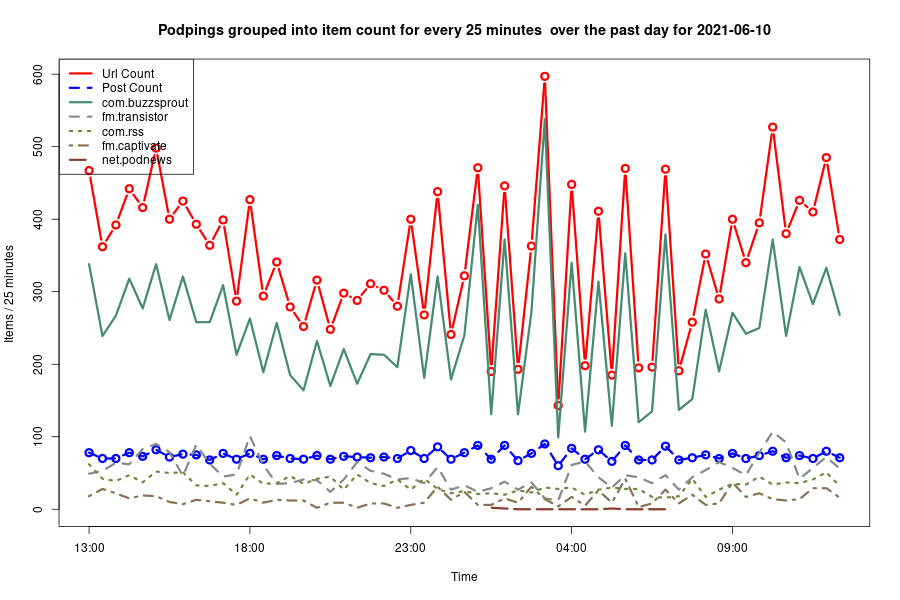 Podpings grouped into item count for every 25 minutes  over the past day for 2021-06-10
Items / 25 minutes
600
500
400
300
200
100
0
Url Count
Post Count
com.buzzsprout
fm.transistor
com.rss
fm.captivate
net.podnews
13:00
18:00
23:00
04:00
09:00
Time